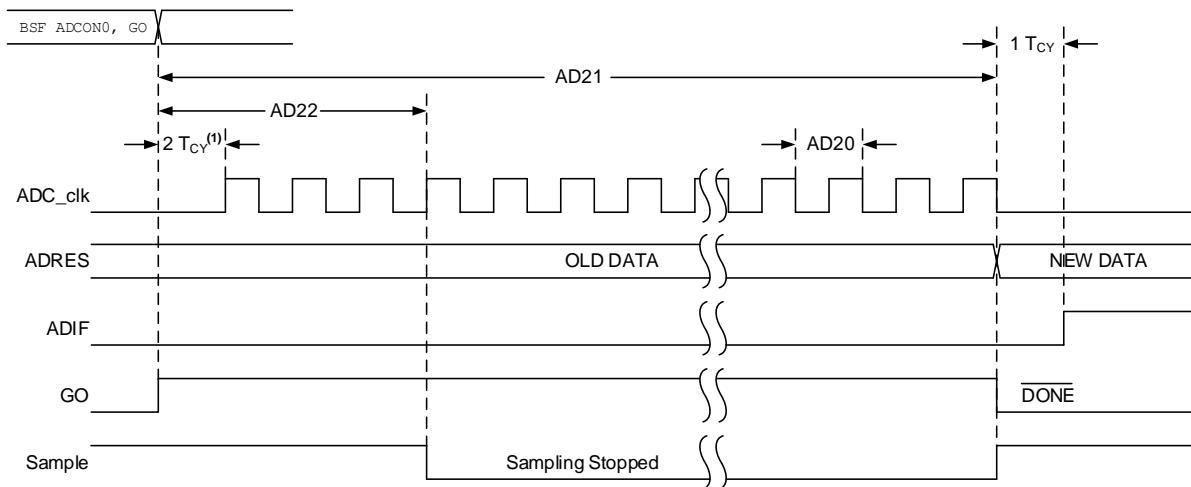 BSF ADCON0, GO
1 TCY
AD21
AD22
2 TCY(1)
AD20
ADC_clk
ADRES
OLD DATA
NEW DATA
ADIF
GO
DONE
Sample
Sampling Stopped